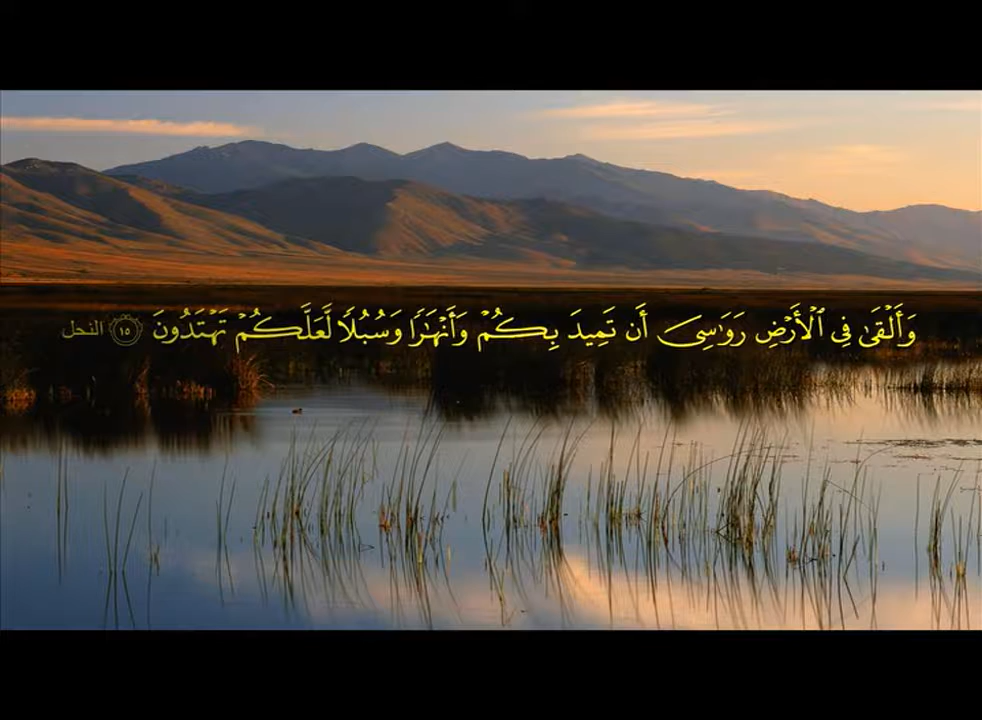 وَأَلْقَىٰ فِى ٱلْأَرْضِ رَوَٰسِىَ أَن تَمِيدَ بِكُمْ وَأَنْهَٰرًا وَسُبُلًا لَّعَلَّكُمْ تَهْتَدُونَ ١٥ النحل